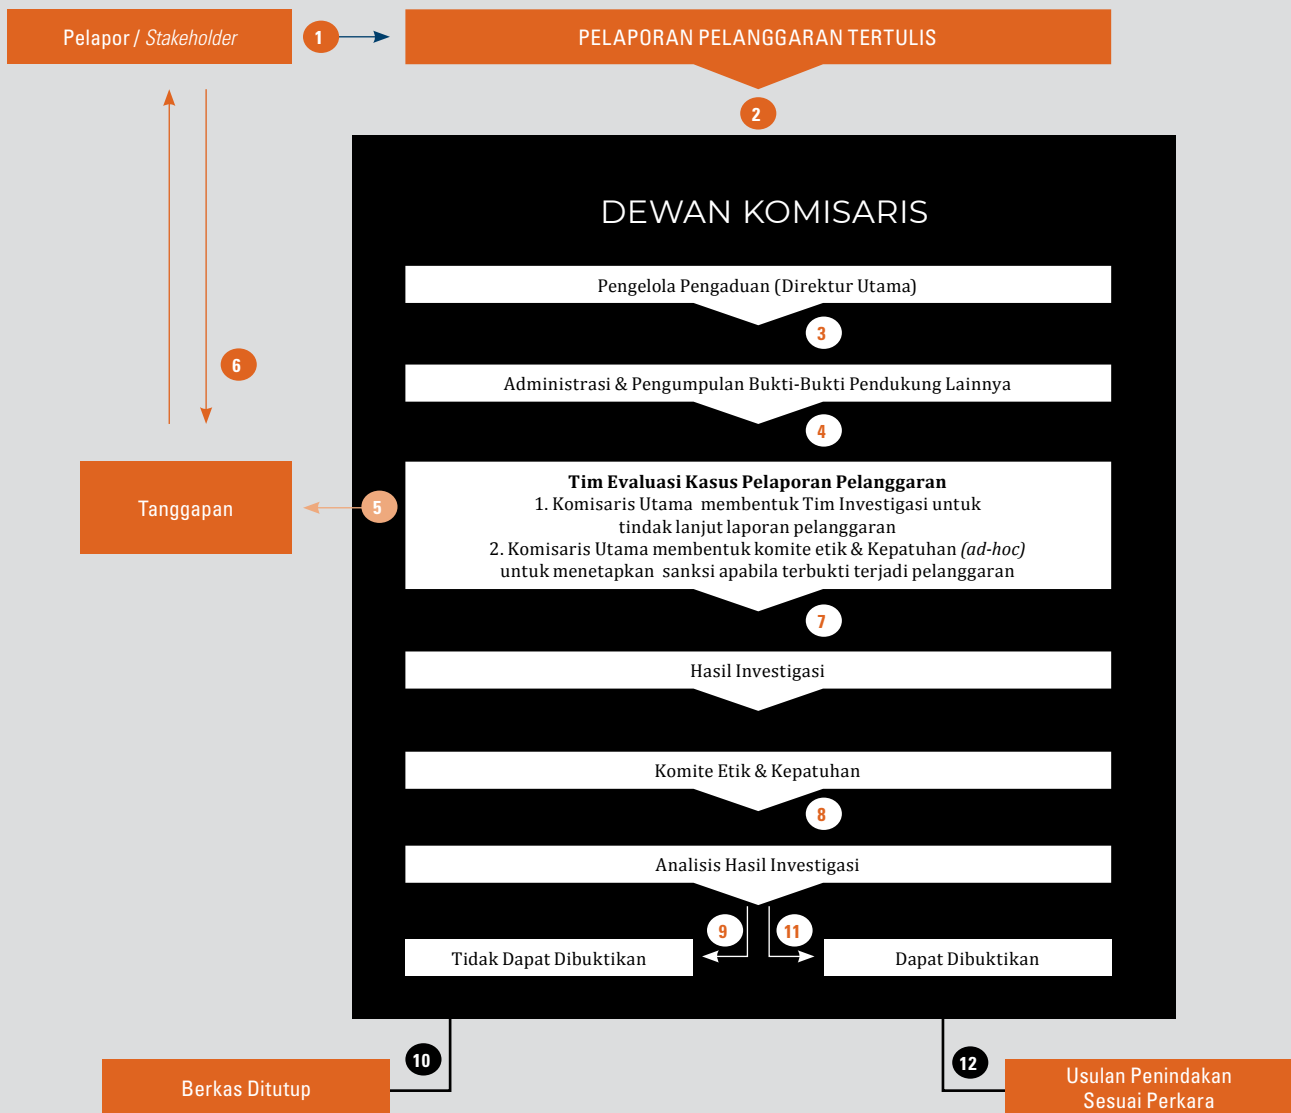 Pelapor / Stakeholder
1
PELAPORAN PELANGGARAN TERTULIS
2
DEWAN KOMISARIS
Pengelola Pengaduan (Direktur Utama)
3
6
Administrasi & Pengumpulan Bukti-Bukti Pendukung Lainnya
4
Tanggapan
5
Tim Evaluasi Kasus Pelaporan Pelanggaran
1. Komisaris Utama membentuk Tim Investigasi untuk
tindak lanjut laporan pelanggaran
2. Komisaris Utama membentuk komite etik & Kepatuhan (ad-hoc)
untuk menetapkan sanksi apabila terbukti terjadi pelanggaran
7
Hasil Investigasi
Komite Etik & Kepatuhan
8
Analisis Hasil Investigasi
9
11
Tidak Dapat Dibuktikan
Dapat Dibuktikan
10
12
Berkas Ditutup
Usulan Penindakan
Sesuai Perkara